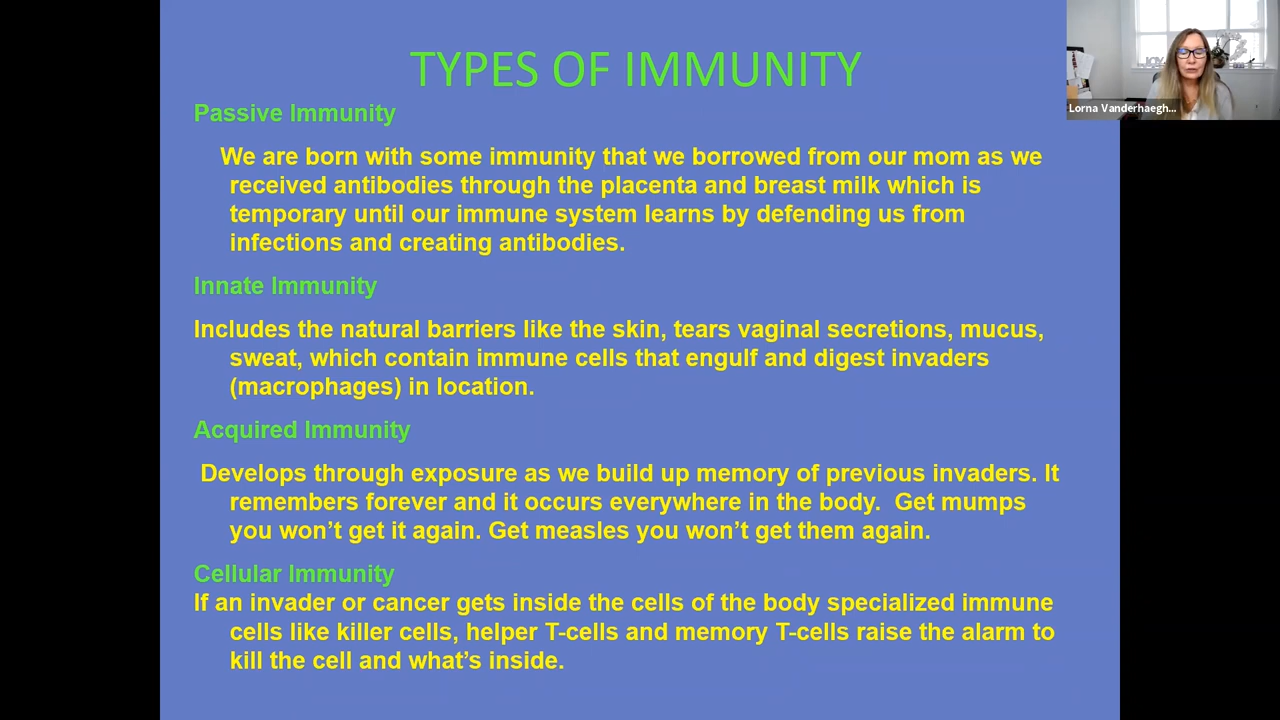 TYPES OF IMMUNITY
Passive Immunity
We are born with some immunity that we borrowed from our mom as we
received antibodies through the placenta and breast milk which is
temporary until our immune system learns by defending us from
infections and creating antibodies.
Innate Immunity
Includes the natural barriers like the skin, tears vaginal secretions, mucus,
sweat, which contain immune cells that engulf and digest invaders
(macrophages) in location.
Acquired Immunity
Develops through exposure as we build up memory of previous invaders. It
remembers forever and it occurs everywhere in the body.  Get mumps
you won’t get it again. Get measles you won’t get them again.
Cellular Immunity
If an invader or cancer gets inside the cells of the body specialized immune
cells like killer cells, helper T-cells and memory T-cells raise the alarm to
kill the cell and what’s inside.
Lorna Vanderhaegh...